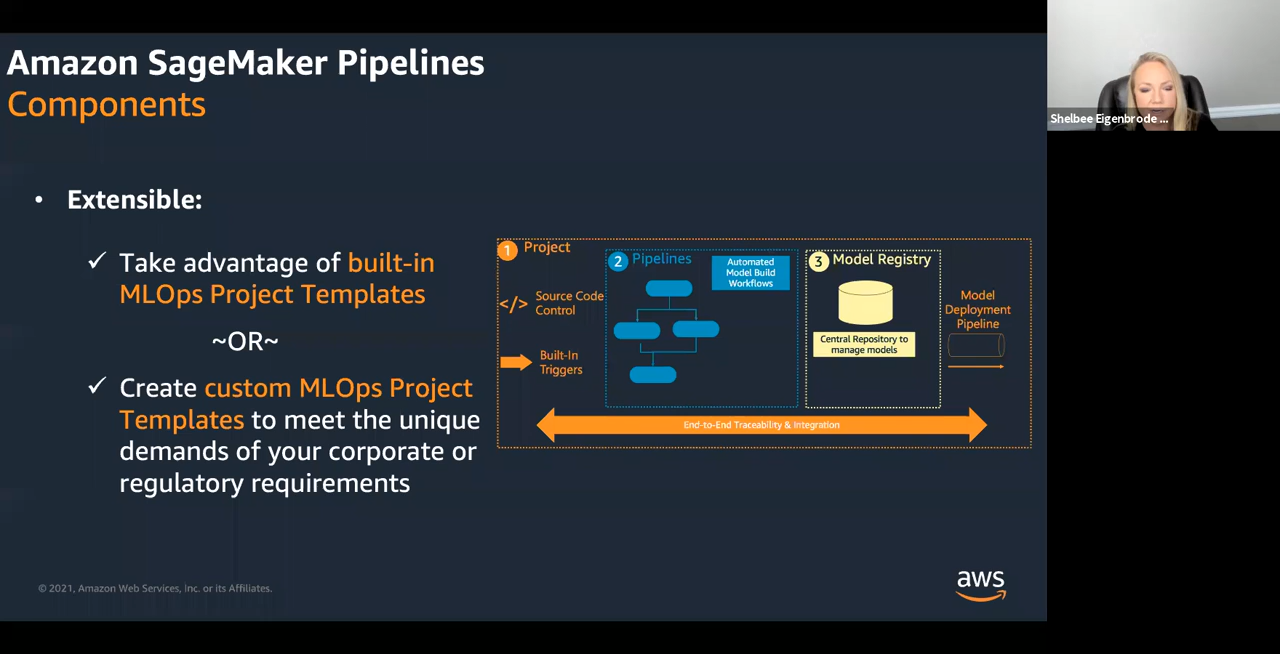 Amazon SageMaker Pipelines
Components
• Extensible:
✓ Take advantage of built-in
MLOps Project Templates
~OR~
✓ Create custom MLOps Project
Templates to meet the unique
demands of your corporate or
regulatory requirements
1 Project
</> Source Code
Control
Built-In
Triggers
2 Pipelines
Automated
Model Build
Workflows
3 Model Registry
Central Repository to
manage models
Model
Deployment
Pipeline
End-to-End Traceability & Integration
© 2021, Amazon Web Services, Inc. or its Affiliates.
aws
Shelbee Eigenbrode ...